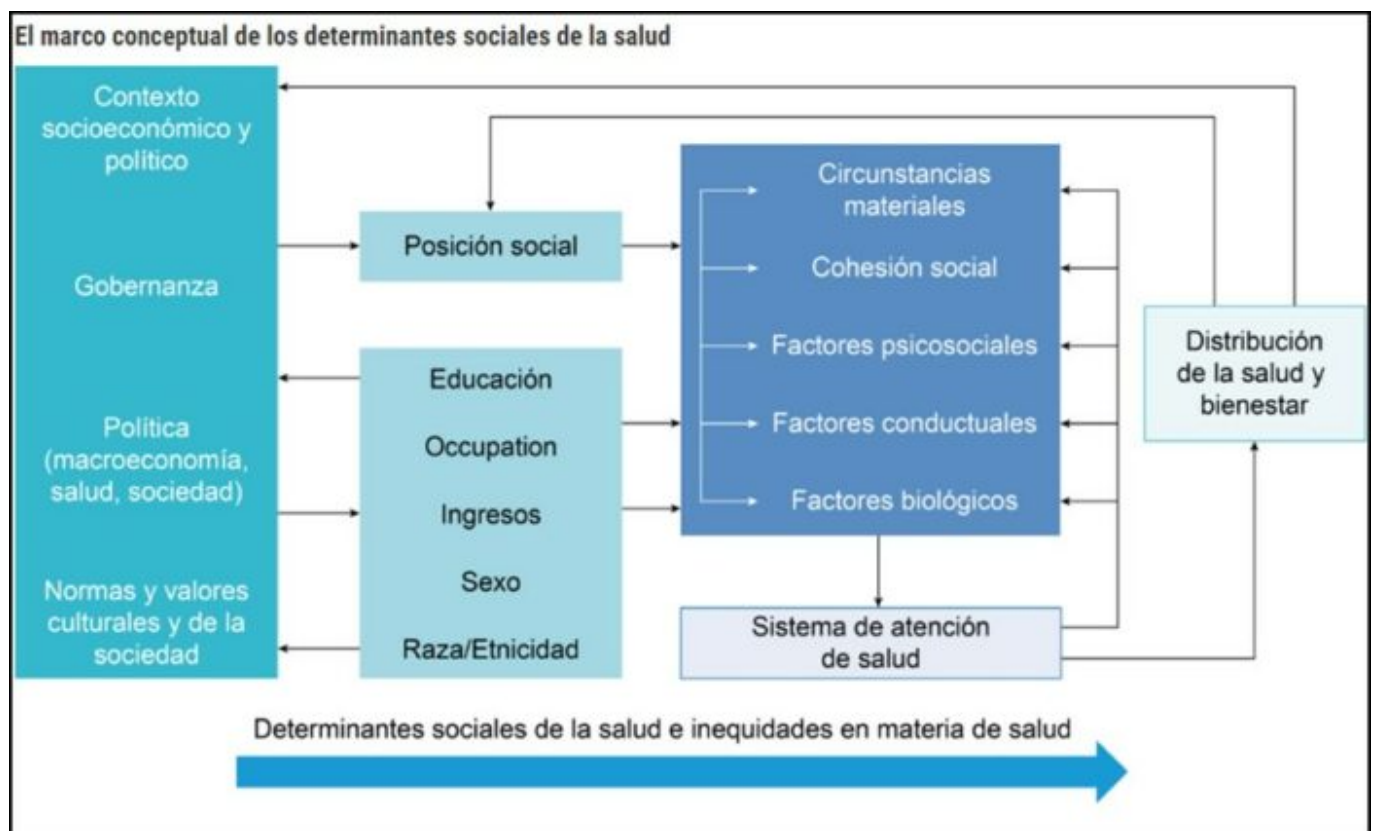 El marco conceptual de los determinantes sociales de la salud
Contexto
socioeconómico y
político
Gobernanza
Política
(macroeconomía,
salud, sociedad)
Normas y valores
culturales y de la
sociedad
Posición social
Educación
Occupation
Ingresos
Sexo
Raza/Etnicidad
Circunstancias
materiales
Cohesión social
Factores psicosociales
Factores conductuales
Factores biológicos
Sistema de atención
de salud
Distribución
de la salud y
bienestar
Determinantes sociales de la salud e inequidades en materia de salud